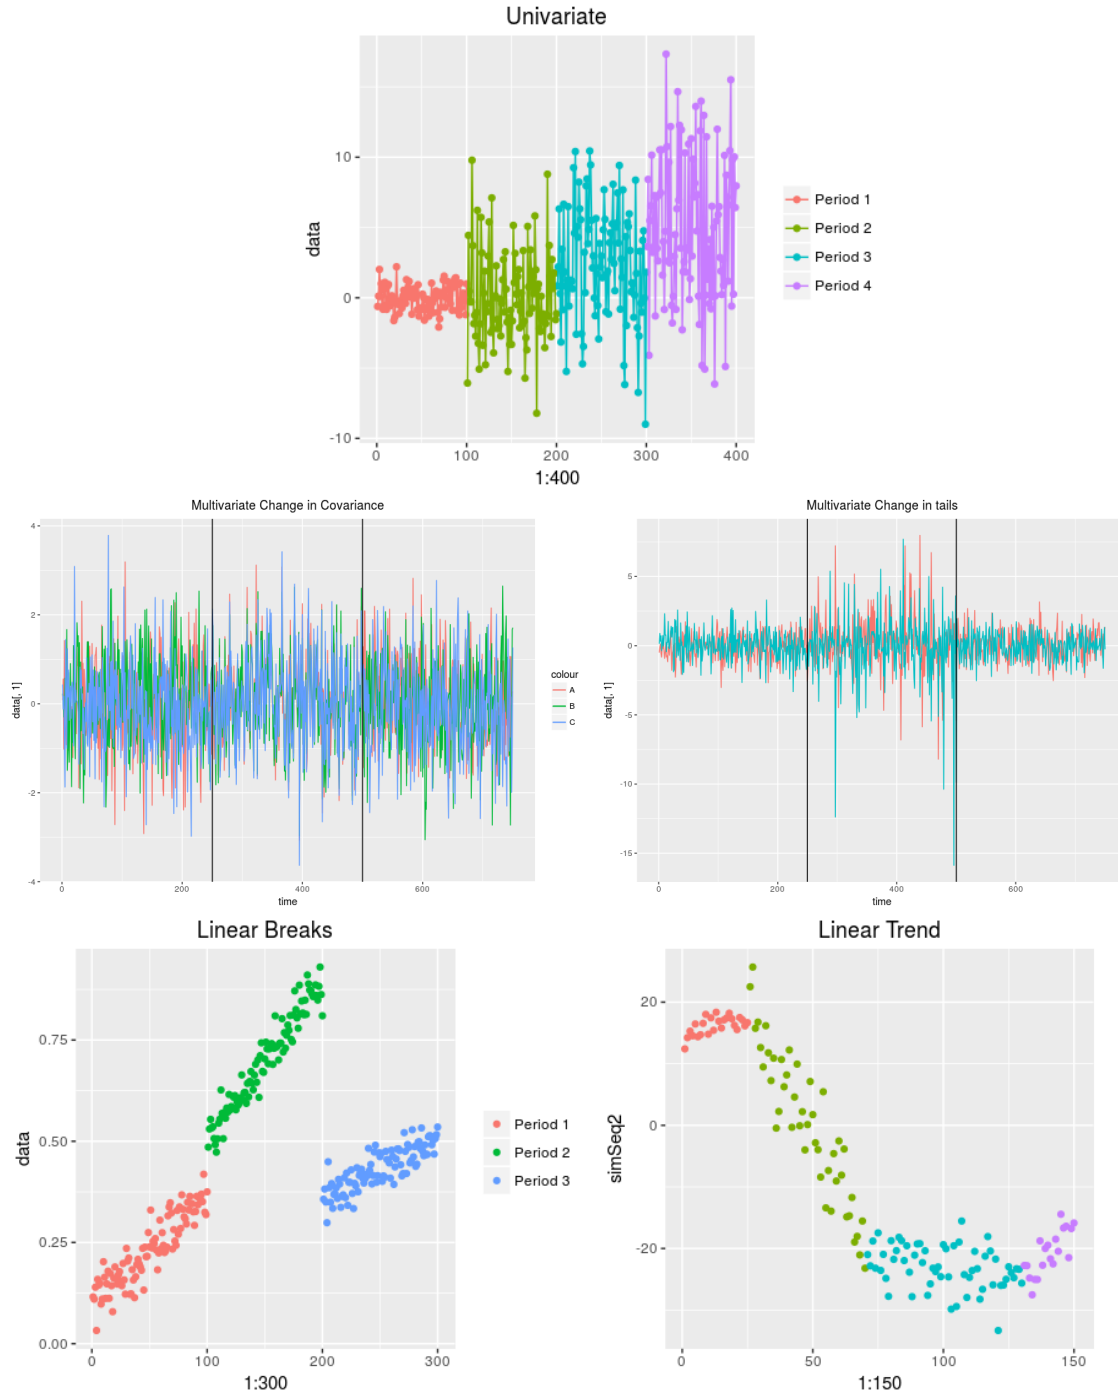 Univariate
data
10
0
-10
0 100 200 300 400
1:400
Period 1
Period 2
Period 3
Period 4
Multivariate Change in Covariance
data[, 1]
4
2
0
-2
-4
0 200 400 600
time
colour
A
B
C
Multivariate Change in tails
data[, 1]
5
0
-5
-10
-15
0 200 400 600
time
Linear Breaks
data
0.75
0.50
0.25
0.00
0 100 200 300
1:300
Period 1
Period 2
Period 3
Linear Trend
simSeq2
20
0
-20
0 50 100 150
1:150